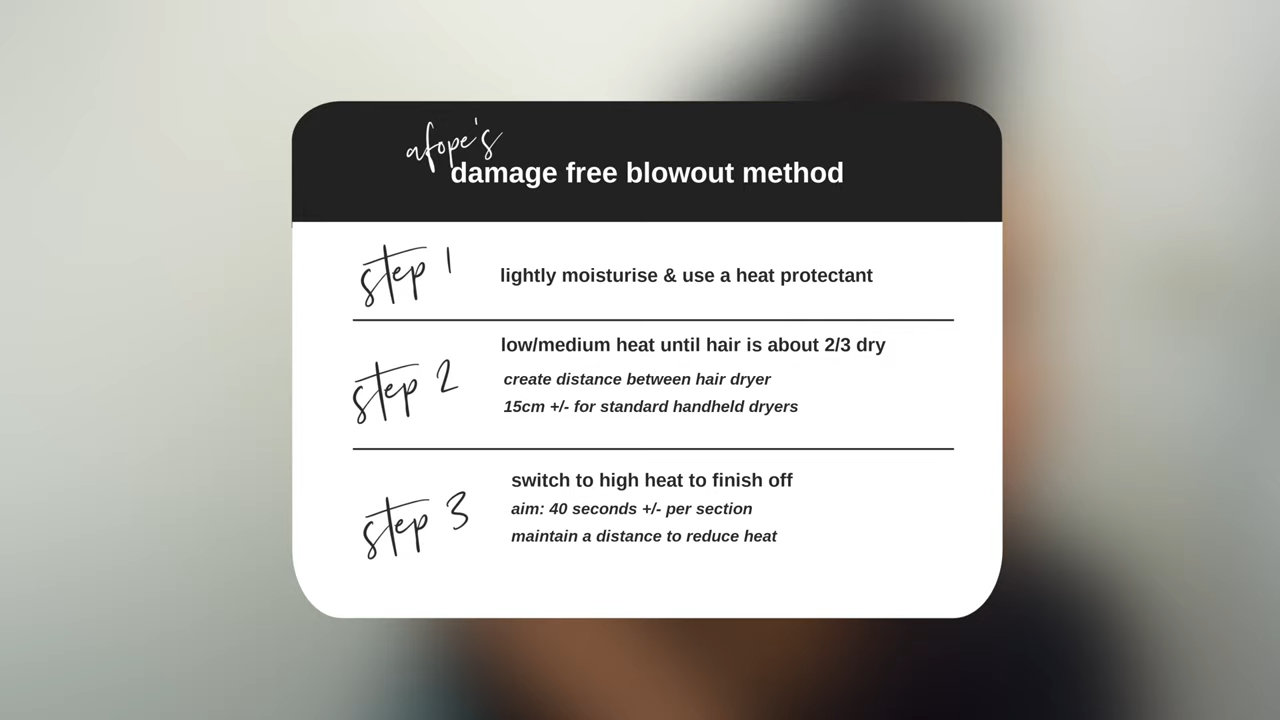 afope's
damage free blowout method
step 1
lightly moisturise & use a heat protectant
step 2
low/medium heat until hair is about 2/3 dry
create distance between hair dryer
15cm +/- for standard handheld dryers
step 3
switch to high heat to finish off
aim: 40 seconds +/- per section
maintain a distance to reduce heat